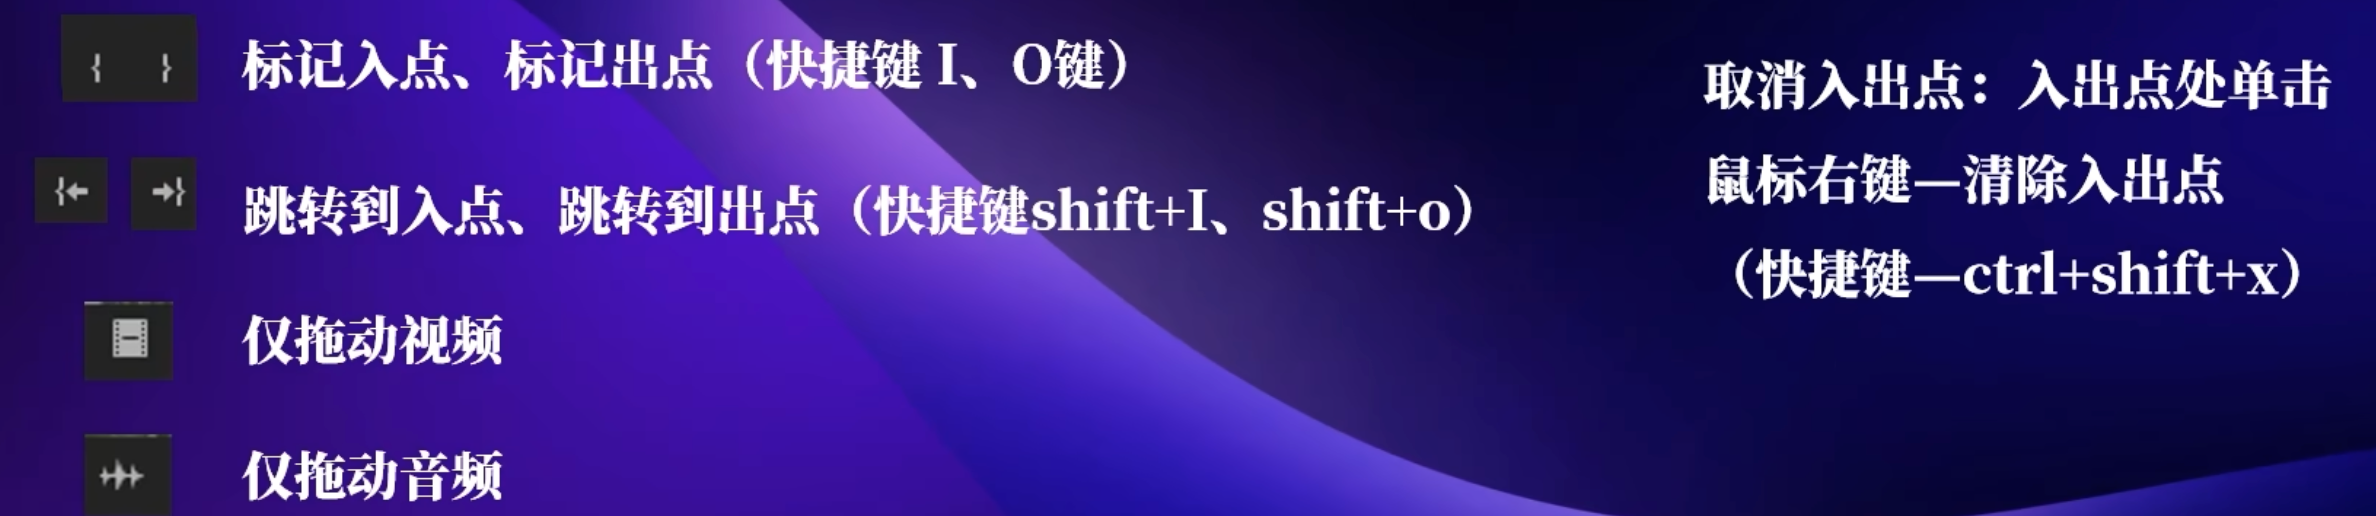 标记入点、标记出点（快捷键 I、O键）
跳转到入点、跳转到出点（快捷键shift+I、shift+o）
仅拖动视频
仅拖动音频
取消入出点：入出点处单击
鼠标右键—清除入出点
（快捷键—ctrl+shift+x）